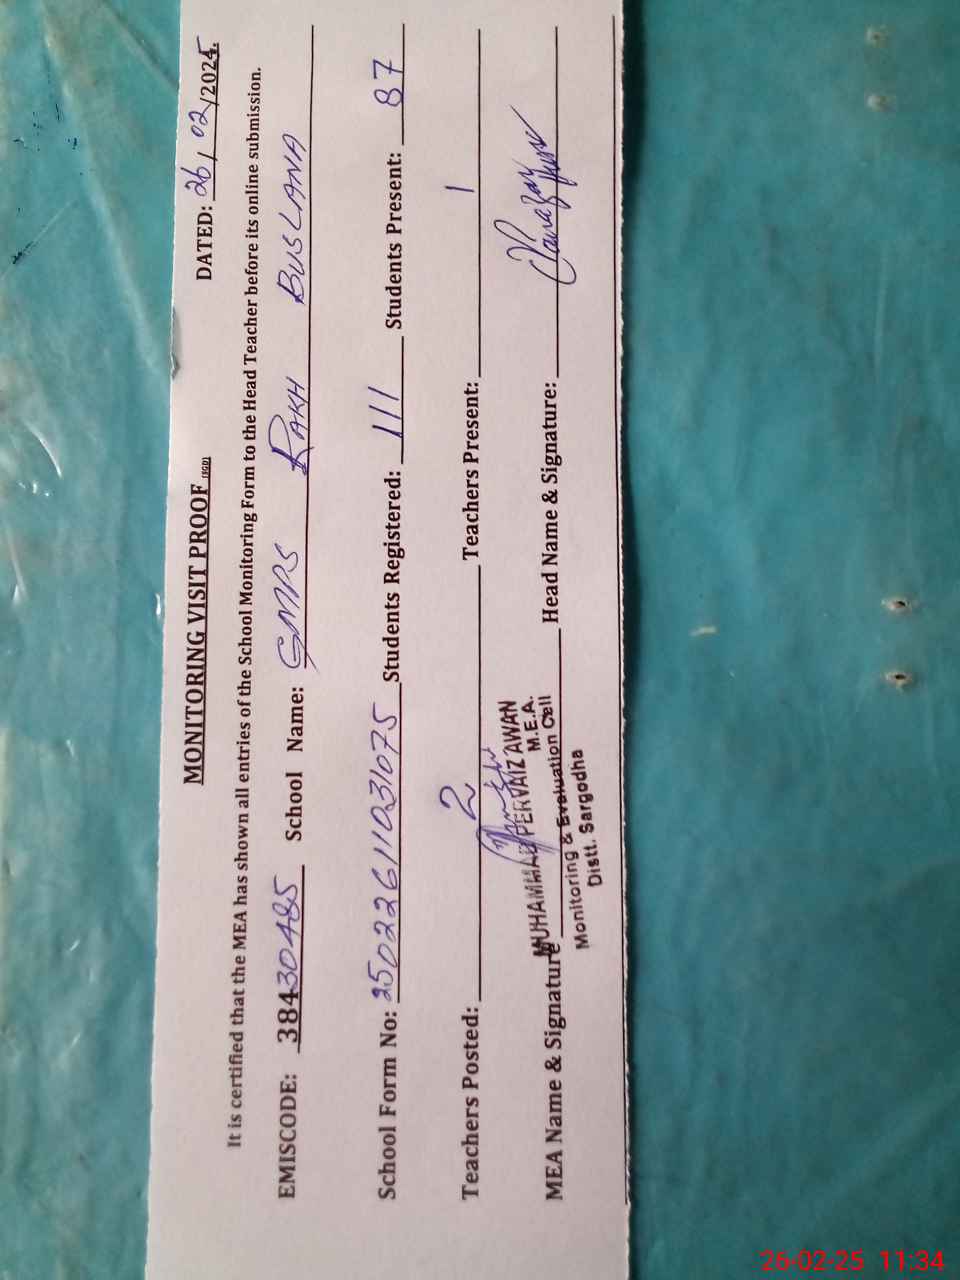 MONITORING VISIT PROOF (SGD)
DATED: 26/02/2025.
It is certified that the MEA has shown all entries of the School Monitoring Form to the Head Teacher before its online submission.
EMISCODE: 38430485 School Name: GMPS RAKH BUSLANA
School Form No: 250226611031075 Students Registered: 111 Students Present: 87
Teachers Posted: 2 Teachers Present: 1
MEA Name & Signature Head Name & Signature:
MUHAMMAD PERVAIZ AWAN
M.E.A.
Monitoring & Evaluation Cell
Distt. Sargodha
26-02-25 11:34